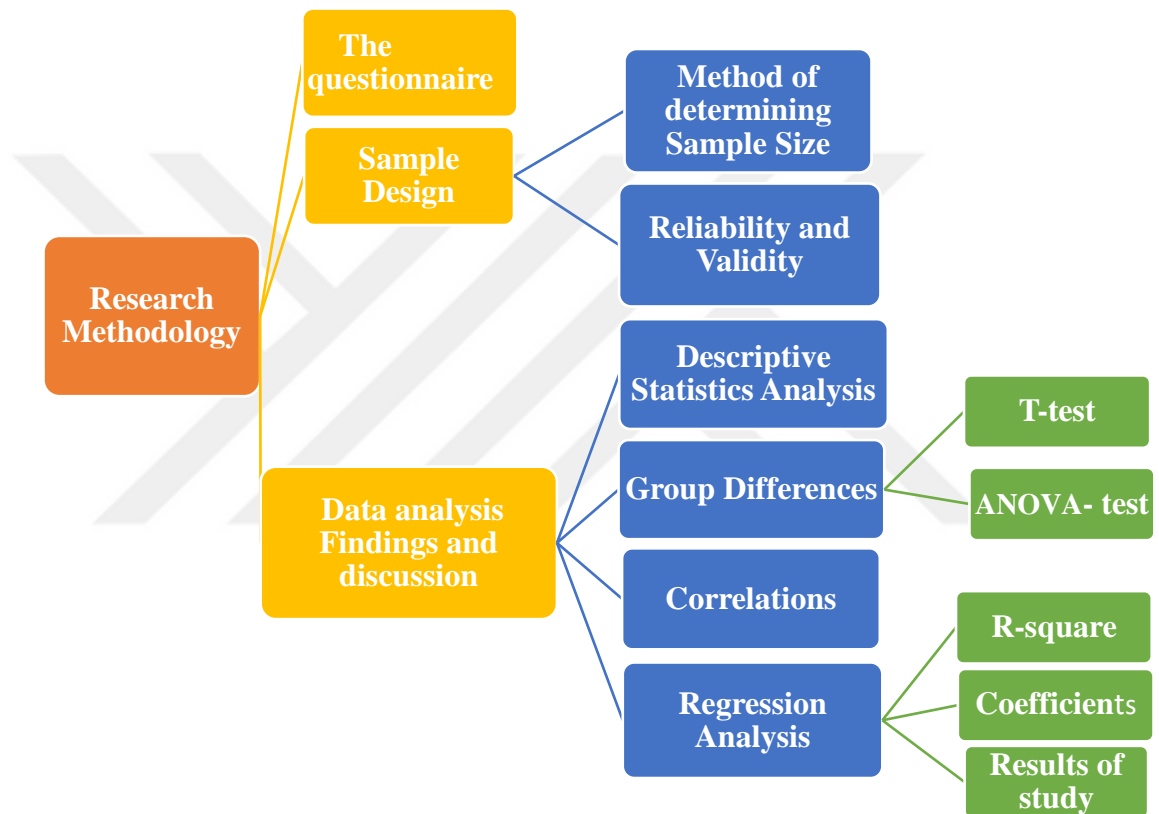 The
questionnaire
Sample
Design
Research
Methodology
Data analysis
Findings and
discussion
Method of
determining
Sample Size
Reliability and
Validity
Descriptive
Statistics Analysis
Group Differences
Correlations
Regression
Analysis
T-test
ANOVA- test
R-square
Coefficients
Results of
study